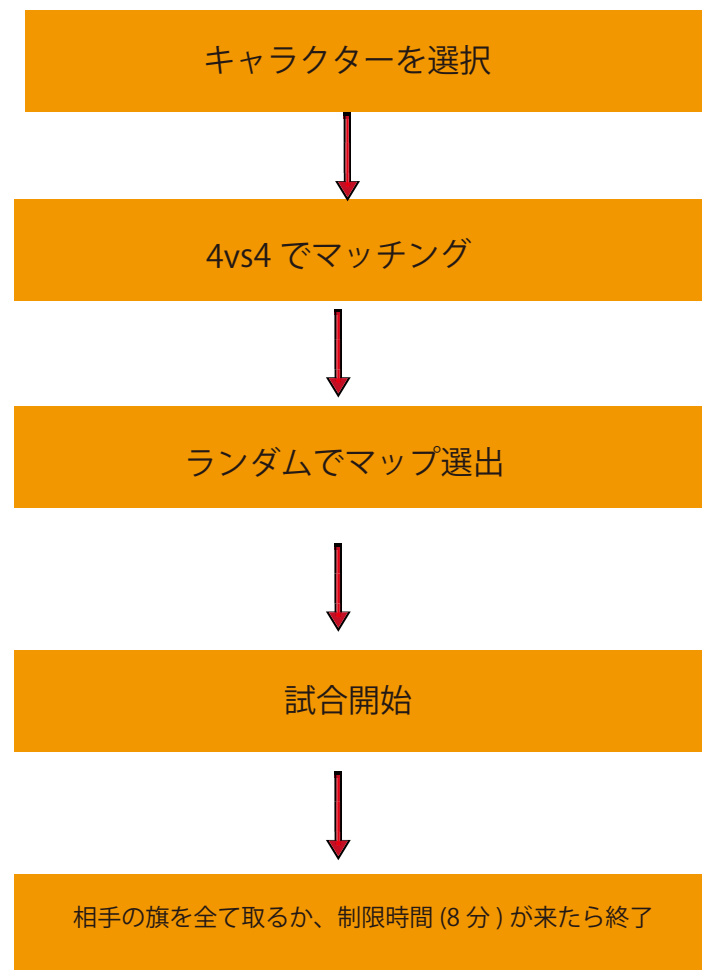 キャラクターを選択
4vs4 でマッチング
ランダムでマップ選出
試合開始
相手の旗を全て取るか、制限時間 (8 分 ) が来たら終了